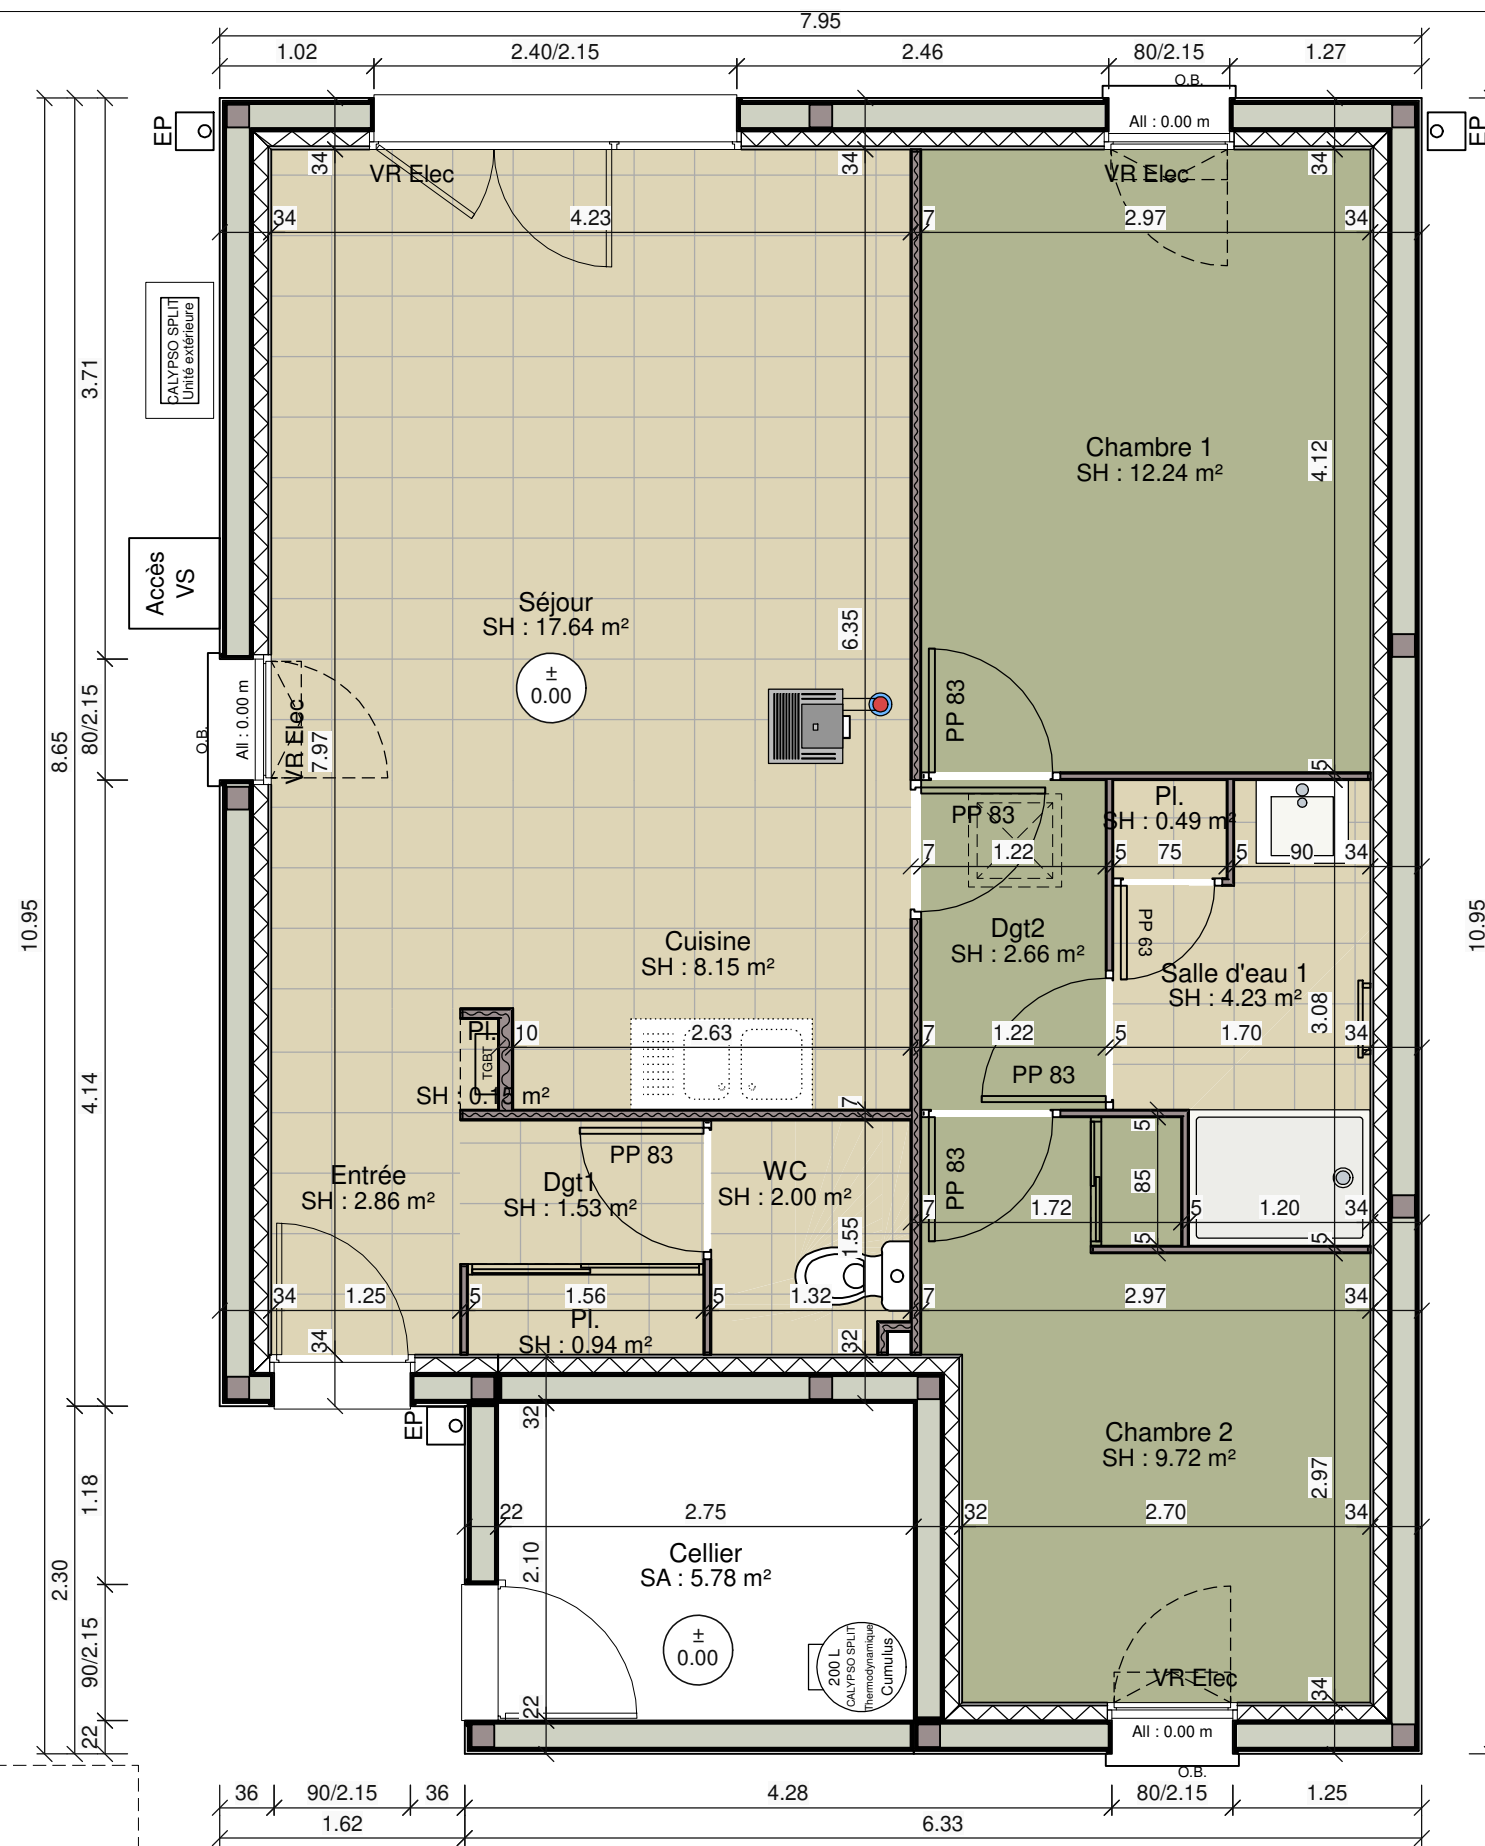 7.95
1.02
2.40/2.15
2.46
80/2.15
1.27
O.B.
EP
All : 0.00 m
EP
34
VR Elec
34
VR Elec
34
34
4.23
7
2.97
34
CALYPSO SPLIT
Unité extérieure
3.71
Chambre 1
SH : 12.24 m²
4.12
Accès
VS
Séjour
SH : 17.64 m²
6.35
±
0.00
PP 83
80/2.15
8.65
O.B.
All : 0.00 m
VR Elec
7.97
5
PP 83
Pl.
SH : 0.49 m²
7
1.22
5
75
5
90
34
10.95
10.95
Cuisine
SH : 8.15 m²
Dgt2
SH : 2.66 m²
PP 63
Salle d'eau 1
SH : 4.23 m²
3.08
Pl.
TGBT
10
2.63
7
1.22
5
1.70
34
PP 83
SH : 0.15 m²
4.14
7
Entrée
SH : 2.86 m²
PP 83
Dgt1
SH : 1.53 m²
WC
SH : 2.00 m²
PP 83
5
85
5
7
1.72
5
1.20
34
5
1.55
34
1.25
5
1.56
5
1.32
7
2.97
34
34
Pl.
SH : 0.94 m²
32
EP
32
Chambre 2
SH : 9.72 m²
2.97
1.18
22
2.75
32
2.70
34
Cellier
SA : 5.78 m²
2.10
2.30
±
0.00
200 L
CALYPSO SPLIT
Thermodynamique
Cumulus
90/2.15
VR Elec
34
22
22
All : 0.00 m
O.B.
36
90/2.15
36
4.28
80/2.15
1.25
1.62
6.33